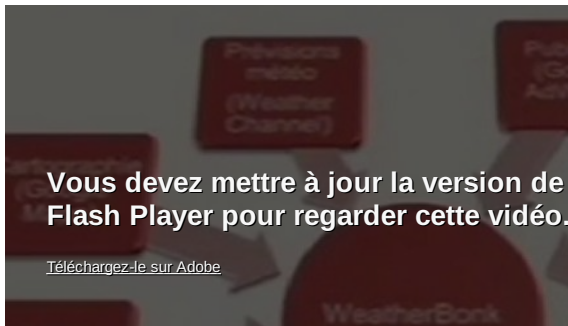 Prévisions
météo
(Weather
Channel)
Vous devez mettre à jour la version de
Flash Player pour regarder cette vidéo.
Téléchargez-le sur Adobe
WeatherBonk